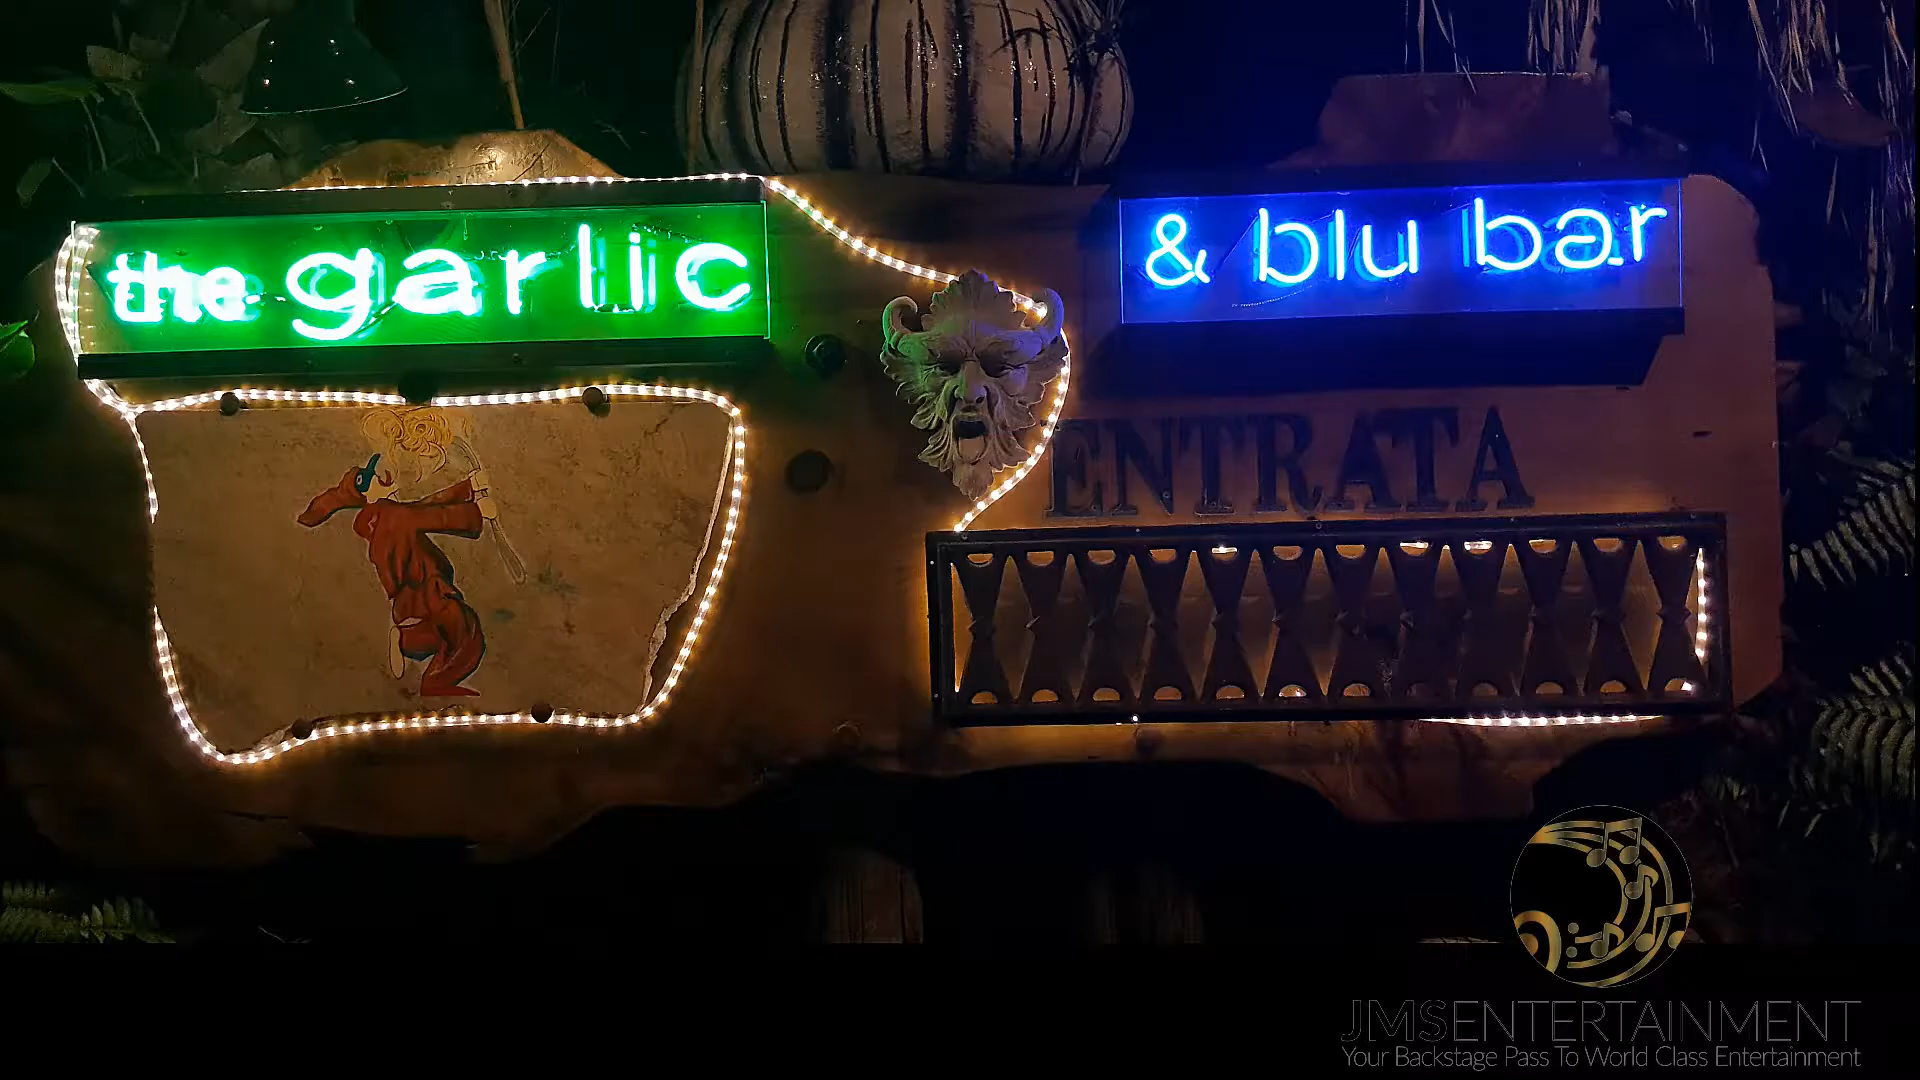 the garlic
& blu bar
ENTRATA
JMSENTERTAINMENT
Your Backstage Pass To World Class Entertainment